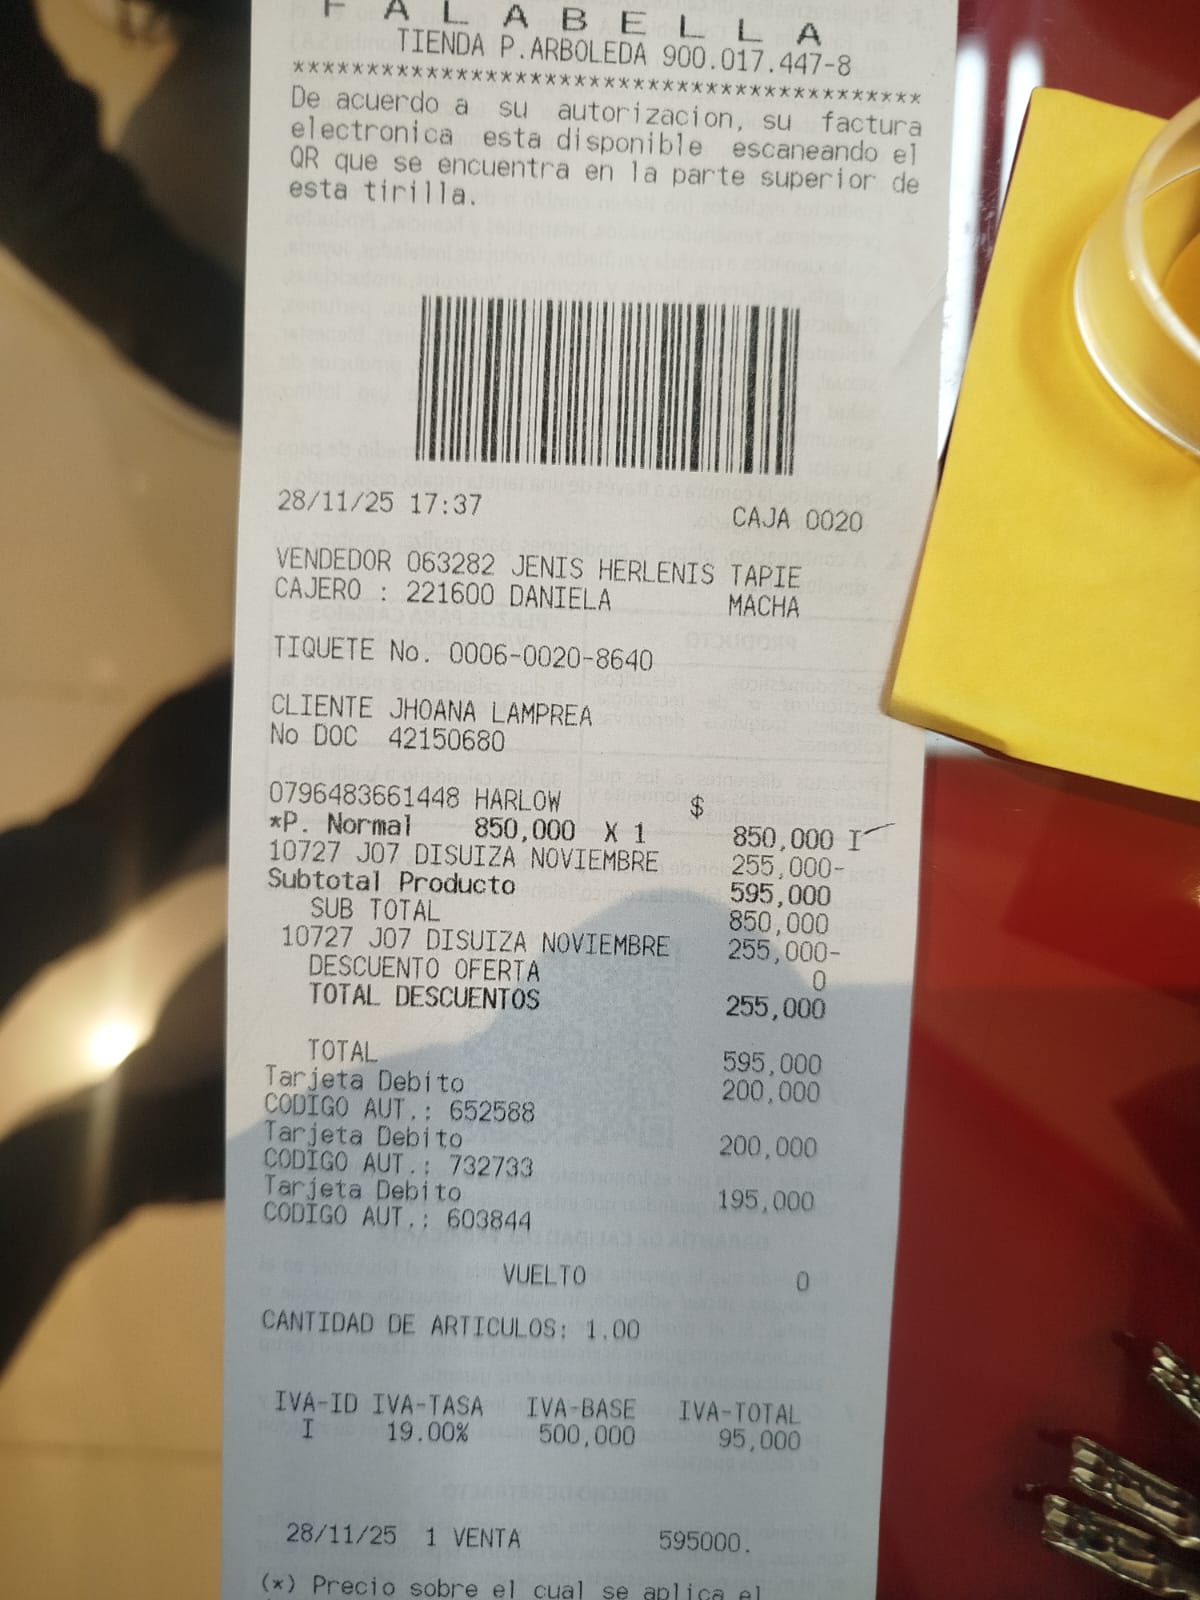 F A L A B E L L A
TIENDA P.ARBOLEDA 900.017.447-8
*******************************************
De acuerdo a su autorizacion, su factura
electronica esta disponible escaneando el
QR que se encuentra en la parte superior de
esta tirilla.
28/11/25 17:37 CAJA 0020
VENDEDOR 063282 JENIS HERLENIS TAPIE
CAJERO : 221600 DANIELA MACHA
TIQUETE No. 0006-0020-8640
CLIENTE JHOANA LAMPREA
No DOC 42150680
0796483661448 HARLOW $
*P. Normal 850,000 X 1 850,000 I
10727 J07 DISUIZA NOVIEMBRE 255,000-
Subtotal Producto 595,000
SUB TOTAL 850,000
10727 J07 DISUIZA NOVIEMBRE 255,000-
DESCUENTO OFERTA 0
TOTAL DESCUENTOS 255,000
TOTAL 595,000
Tarjeta Debito 200,000
CODIGO AUT.: 652588
Tarjeta Debito 200,000
CODIGO AUT.: 732733
Tarjeta Debito 195,000
CODIGO AUT.: 603844
VUELTO 0
CANTIDAD DE ARTICULOS: 1.00
IVA-ID IVA-TASA IVA-BASE IVA-TOTAL
I 19.00% 500,000 95,000
28/11/25 1 VENTA 595000.
(*) Precio sobre el cual se aplica el